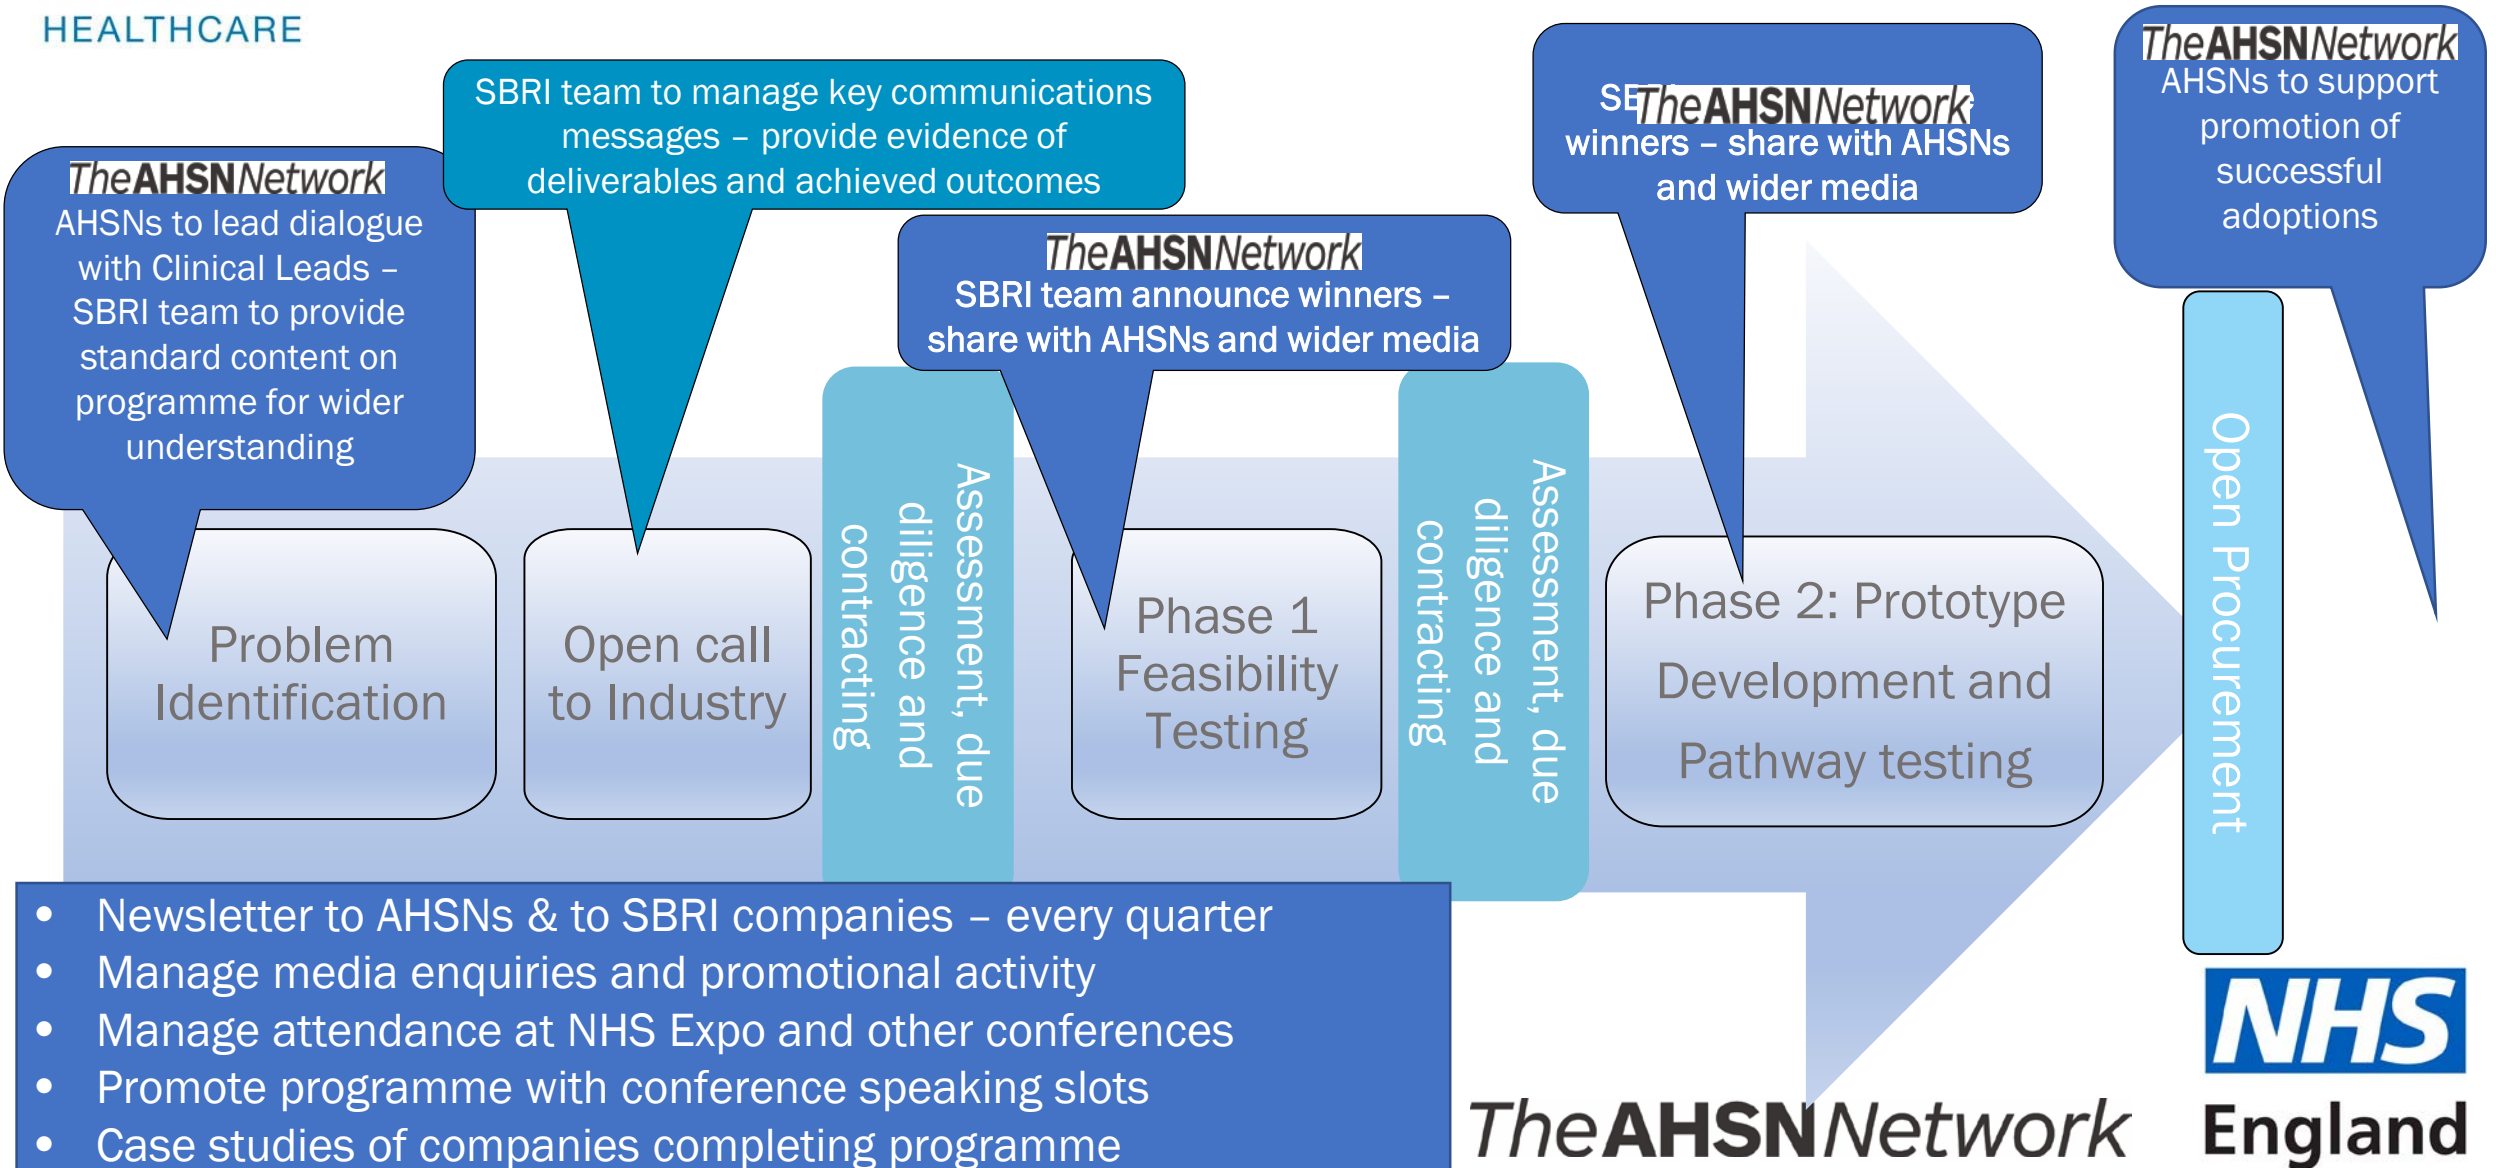 HEALTHCARE
TheAHSNNetwork
AHSNs to lead dialogue
with Clinical Leads –
SBRI team to provide
standard content on
programme for wider
understanding
SBRI team to manage key communications
messages – provide evidence of
deliverables and achieved outcomes
TheAHSNNetwork
SBRI team announce winners –
share with AHSNs and wider media
TheAHSNNetwork
winners – share with AHSNs
and wider media
TheAHSNNetwork
AHSNs to support
promotion of
successful
adoptions
Problem
Identification
Open call
to Industry
Assessment, due
diligence and
contracting
Phase 1
Feasibility
Testing
Assessment, due
diligence and
contracting
Phase 2: Prototype
Development and
Pathway testing
Open Procurement
• Newsletter to AHSNs & to SBRI companies – every quarter
• Manage media enquiries and promotional activity
• Manage attendance at NHS Expo and other conferences
• Promote programme with conference speaking slots
• Case studies of companies completing programme
TheAHSNNetwork
NHS
England